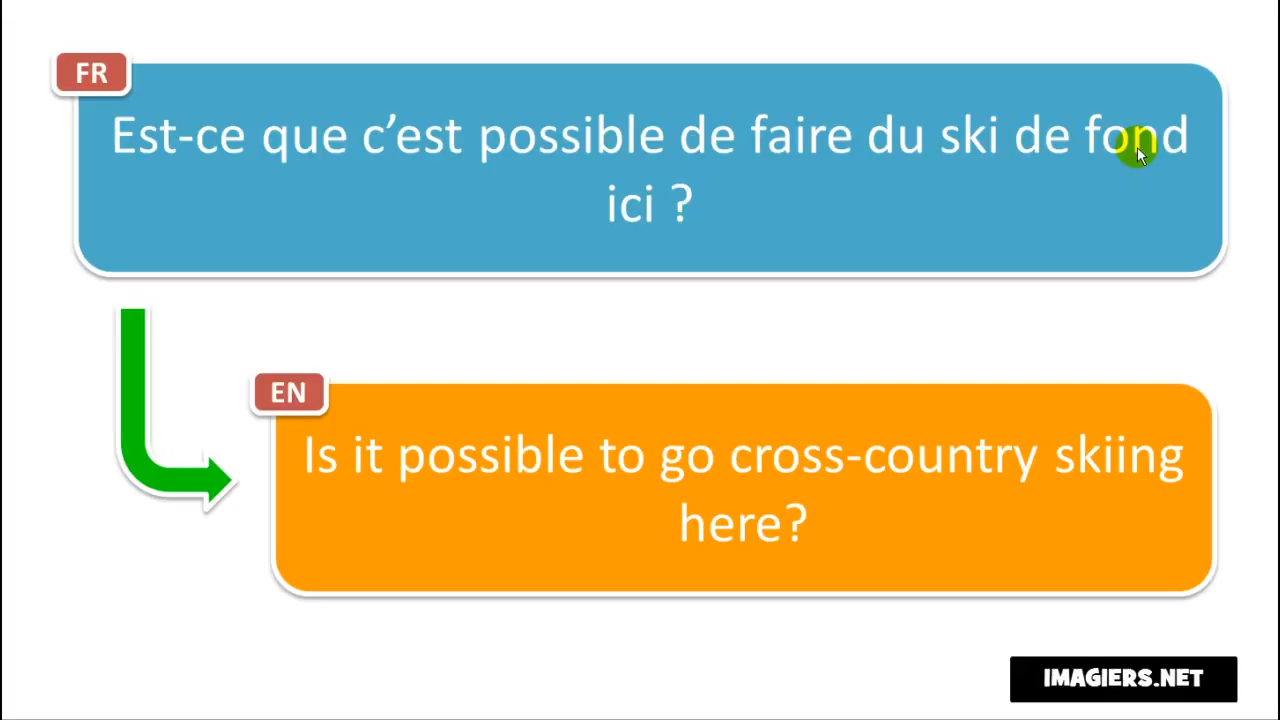 FR
Est-ce que c’est possible de faire du ski de fond
ici ?
EN
Is it possible to go cross-country skiing
here?
IMAGIERS.NET